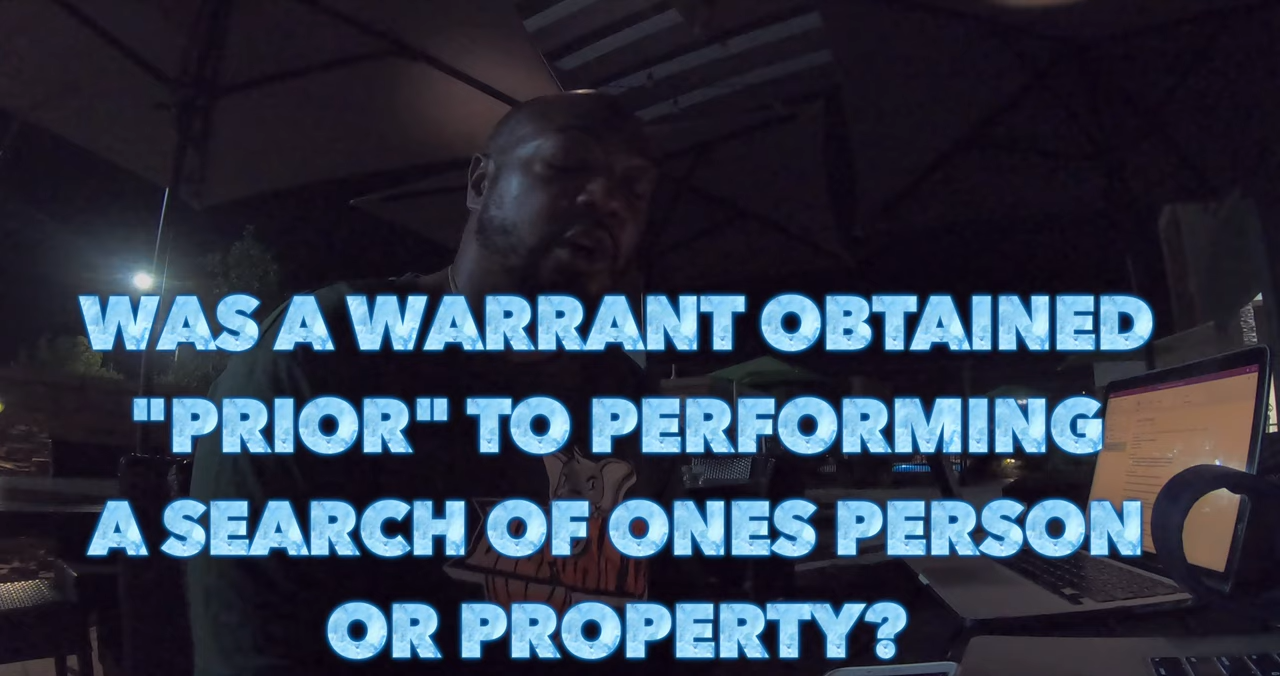 WAS A WARRANT OBTAINED
"PRIOR" TO PERFORMING
A SEARCH OF ONES PERSON
OR PROPERTY?